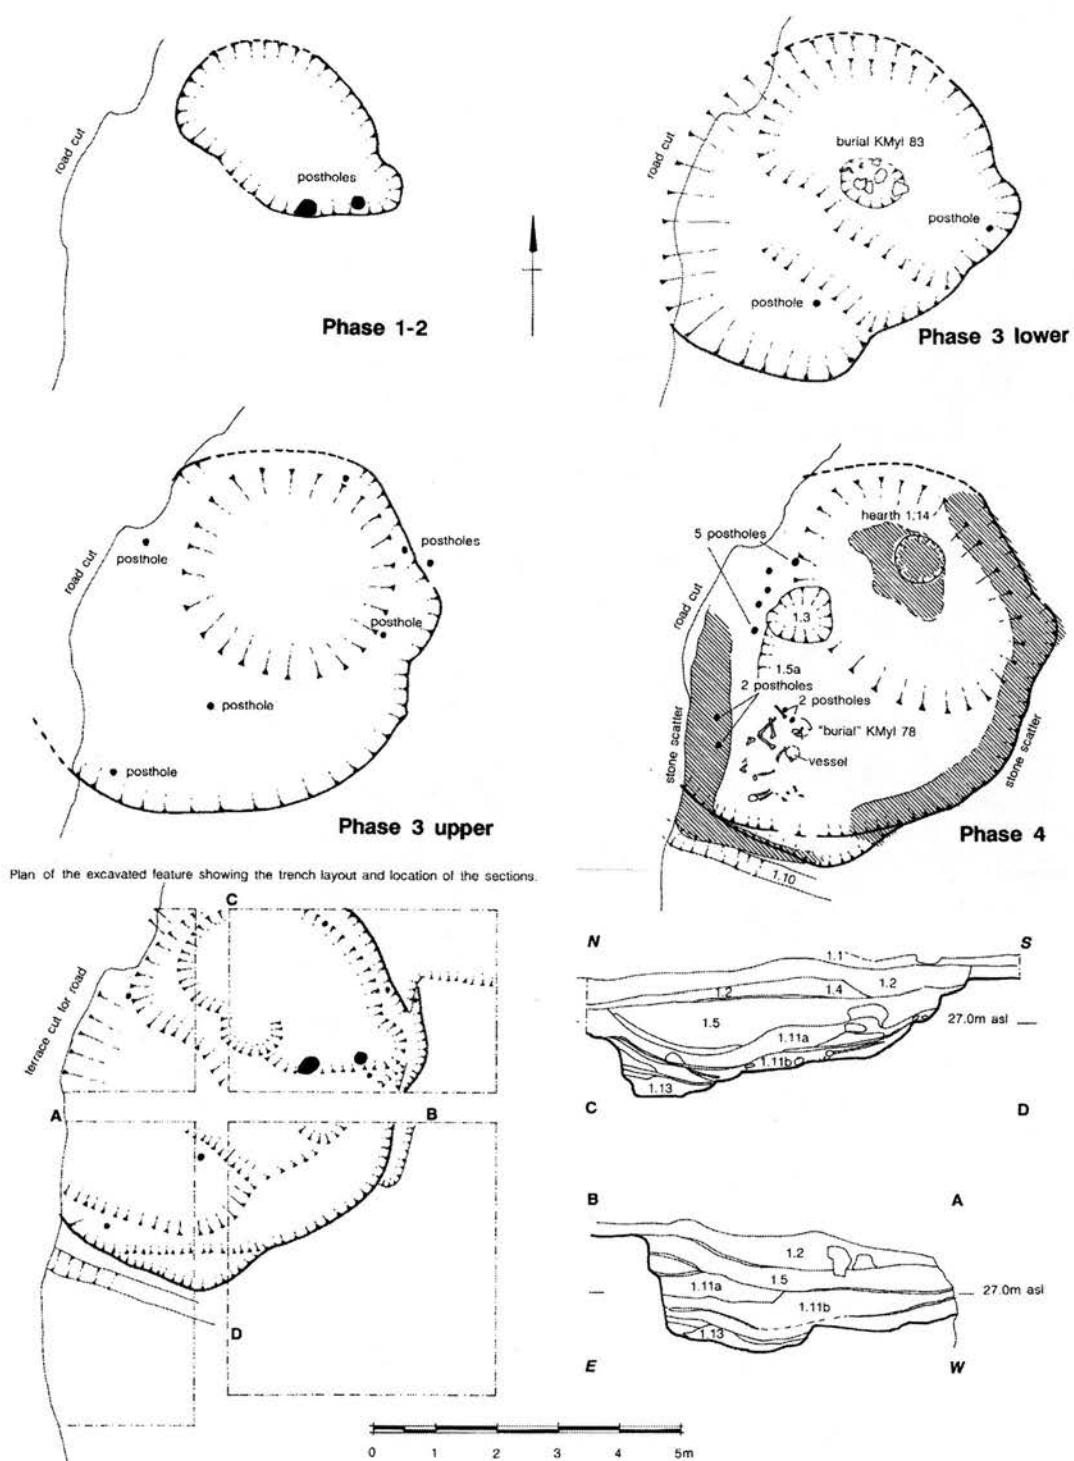 road cut
postholes
Phase 1-2
road cut
burial KMyl 83
posthole
posthole
Phase 3 lower
road cut
posthole
postholes
posthole
posthole
posthole
Phase 3 upper
hearth 1.14
5 postholes
road cut
1.3
1.5a
2 postholes
2 postholes
"burial" KMyl 78
vessel
stone scatter
stone scatter
Phase 4
1.10
Plan of the excavated feature showing the trench layout and location of the sections.
C
terrace cut for road
A
B
D
N
S
1.1
1.2
1.4
1.2
1.5
27.0m asl
1.11a
1.11b
1.13
C
D
B
A
1.2
1.5
1.11a
27.0m asl
1.11b
1.13
E
W
0 1 2 3 4 5m